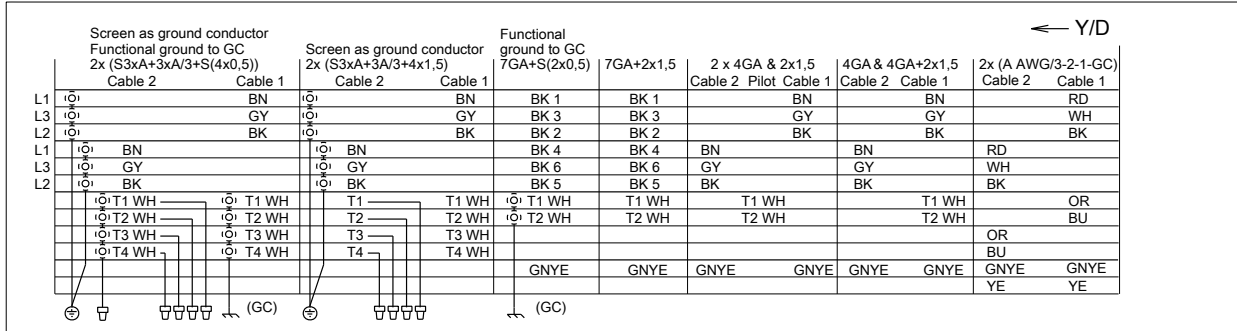 Y/D
Screen as ground conductor
Functional ground to GC
2x (S3xA+3xA/3+S(4x0,5))
Cable 2 Cable 1
Screen as ground conductor
2x (S3xA+3A/3+4x1,5)
Cable 2 Cable 1
Functional
ground to GC
7GA+S(2x0,5)
7GA+2x1,5
2 x 4GA & 2x1,5
Cable 2 Pilot Cable 1
4GA & 4GA+2x1,5
Cable 2 Cable 1
2x (A AWG/3-2-1-GC)
Cable 2 Cable 1
L1 BN BN BK 1 BK 1 BN BN RD
L3 GY GY BK 3 BK 3 GY GY WH
L2 BK BK BK 2 BK 2 BK BK BK
L1 BN BN BK 4 BK 4 BN BN RD
L3 GY GY BK 6 BK 6 GY GY WH
L2 BK BK BK 5 BK 5 BK BK BK
T1 WH T1 WH T1 T1 WH T1 WH T1 WH T1 WH T1 WH OR
T2 WH T2 WH T2 T2 WH T2 WH T2 WH T2 WH T2 WH BU
T3 WH T3 WH T3 T3 WH OR
T4 WH T4 WH T4 T4 WH BU
GNYE GNYE GNYE GNYE GNYE GNYE GNYE GNYE
YE YE
(GC) (GC)